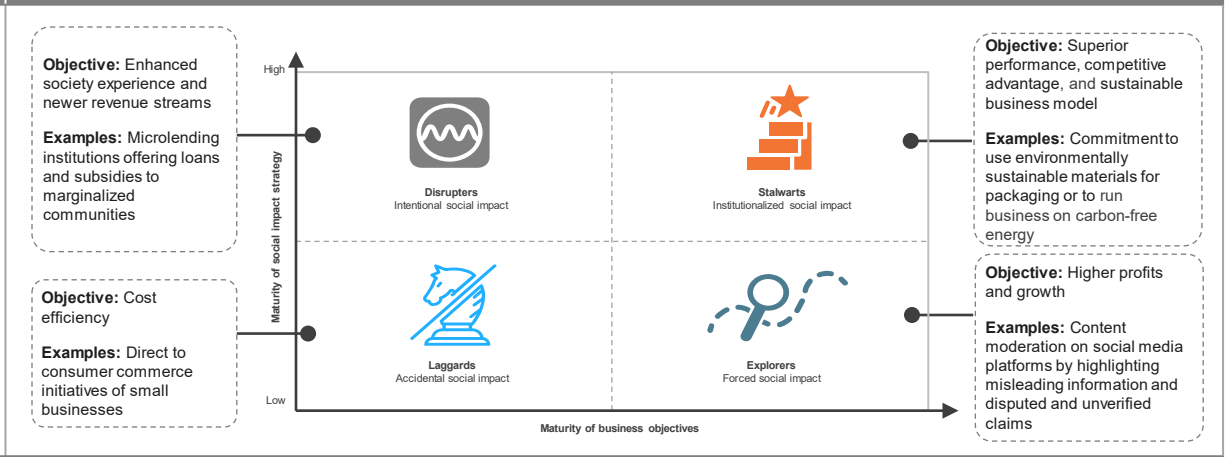 Objective: Enhanced
society experience and
newer revenue streams
Examples: Microlending
institutions offering loans
and subsidies to
marginalized
communities
Objective: Cost
efficiency
Examples: Direct to
consumer commerce
initiatives of small
businesses
High
Maturity of social impact strategy
Low
Disrupters
Intentional social impact
Stalwarts
Institutionalized social impact
Laggards
Accidental social impact
Explorers
Forced social impact
Maturity of business objectives
Objective: Superior
performance, competitive
advantage, and sustainable
business model
Examples: Commitment to
use environmentally
sustainable materials for
packaging or to run
business on carbon-free
energy
Objective: Higher profits
and growth
Examples: Content
moderation on social media
platforms by highlighting
misleading information and
disputed and unverified
claims